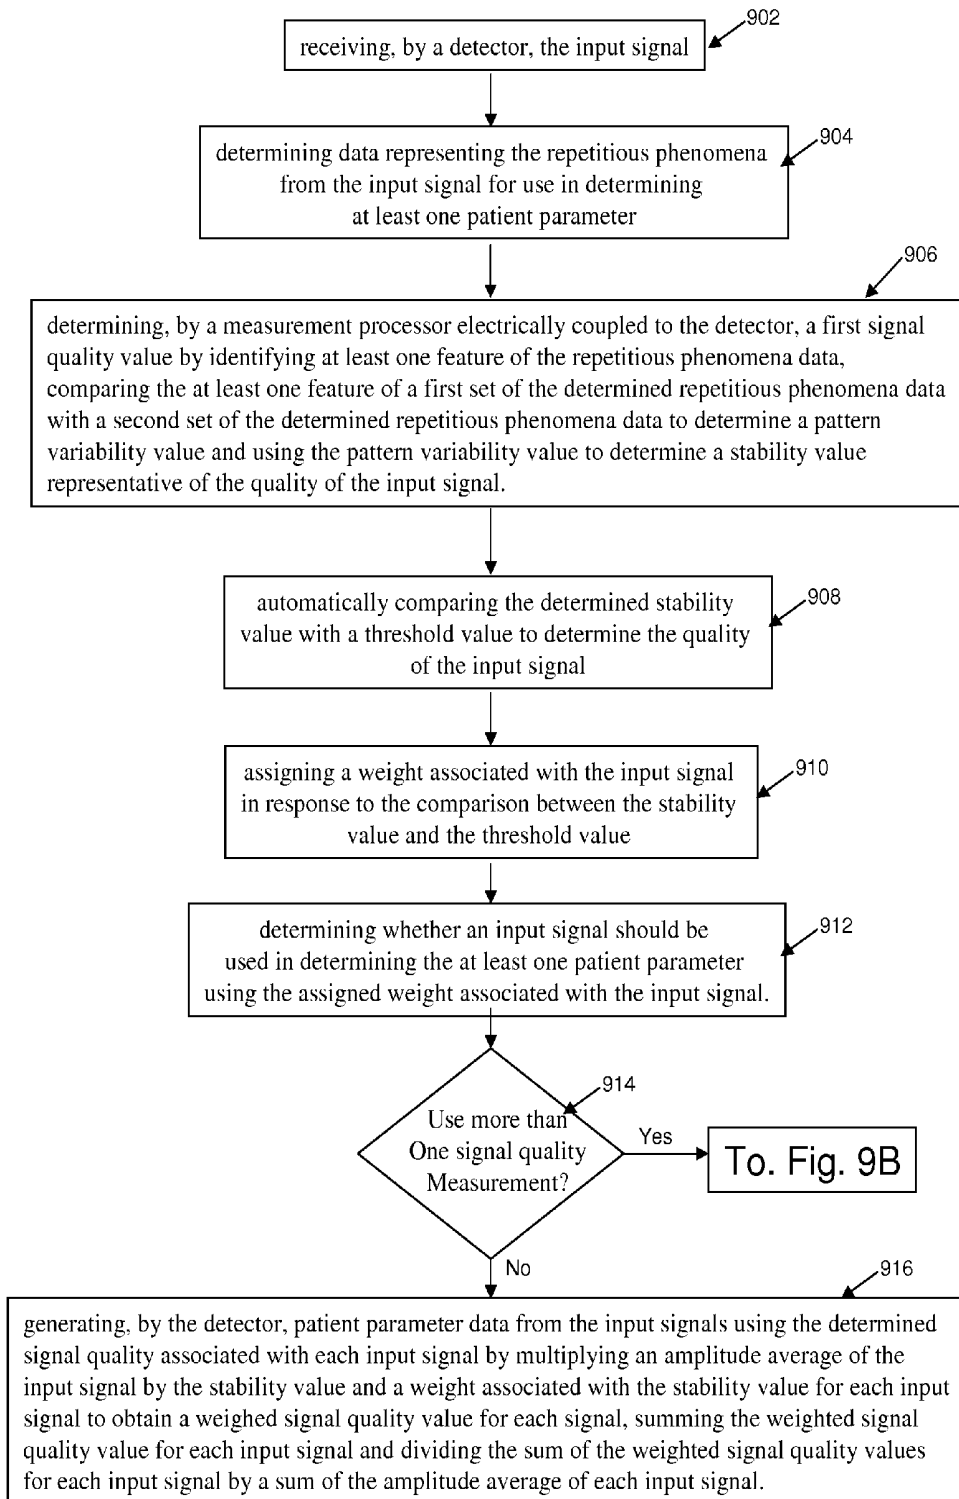 902
receiving, by a detector, the input signal
904
determining data representing the repetitious phenomena
from the input signal for use in determining
at least one patient parameter
906
determining, by a measurement processor electrically coupled to the detector, a first signal
quality value by identifying at least one feature of the repetitious phenomena data,
comparing the at least one feature of a first set of the determined repetitious phenomena data
with a second set of the determined repetitious phenomena data to determine a pattern
variability value and using the pattern variability value to determine a stability value
representative of the quality of the input signal.
908
automatically comparing the determined stability
value with a threshold value to determine the quality
of the input signal
910
assigning a weight associated with the input signal
in response to the comparison between the stability
value and the threshold value
912
determining whether an input signal should be
used in determining the at least one patient parameter
using the assigned weight associated with the input signal.
914
Use more than
One signal quality
Measurement?
Yes
To. Fig. 9B
No
916
generating, by the detector, patient parameter data from the input signals using the determined
signal quality associated with each input signal by multiplying an amplitude average of the
input signal by the stability value and a weight associated with the stability value for each input
signal to obtain a weighed signal quality value for each signal, summing the weighted signal
quality value for each input signal and dividing the sum of the weighted signal quality values
for each input signal by a sum of the amplitude average of each input signal.